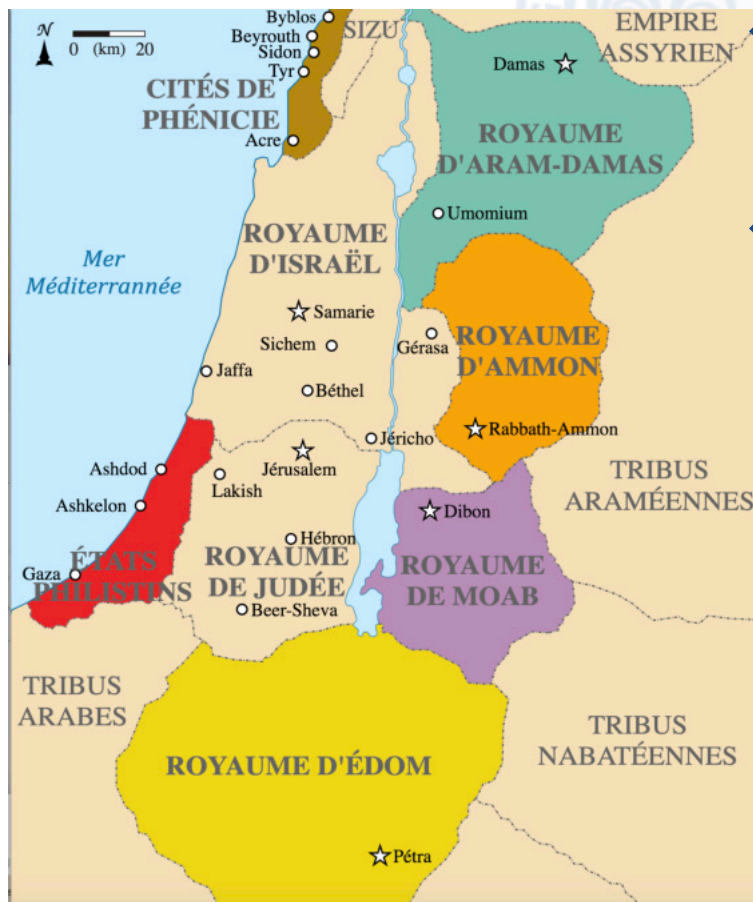 N
0 (km) 20
Byblos
Beyrouth
Sidon
Tyr
SIZU
EMPIRE
ASSYRIEN
Damas
CITÉS DE
PHÉNICIE
Acre
ROYAUME
D'ARAM-DAMAS
Umomium
ROYAUME
D'ISRAËL
Mer
Méditerrannée
Samarie
Sichem
Gérasa
ROYAUME
D'AMMON
Jaffa
Béthel
Jéricho
Rabbath-Ammon
Jérusalem
Ashdod
Lakish
TRIBUS
ARAMÉENNES
Ashkelon
Dibon
Hébron
Gaza
ÉTATS
PHILISTINS
ROYAUME
DE JUDÉE
ROYAUME
DE MOAB
Beer-Sheva
TRIBUS
ARABES
TRIBUS
NABATÉENNES
ROYAUME D'ÉDOM
Pétra